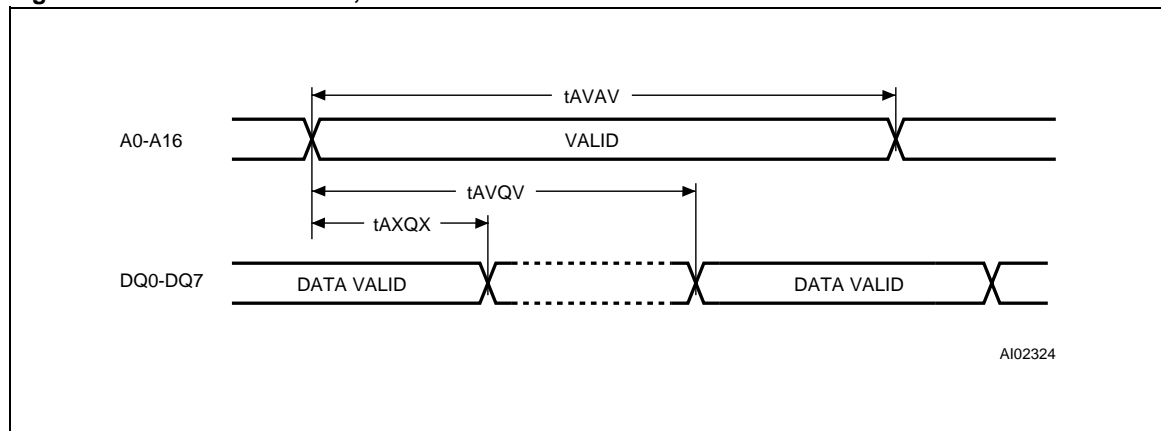 tAVAV
A0-A16
VALID
tAVQV
tAXQX
DQ0-DQ7
DATA VALID
DATA VALID
AI02324